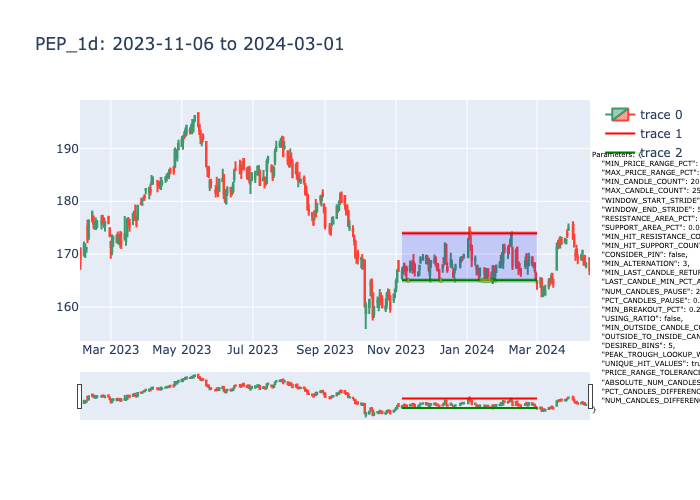 PEP_1d: 2023-11-06 to 2024-03-01
190
180
170
160
Mar 2023
May 2023
Jul 2023
Sep 2023
Nov 2023
Jan 2024
Mar 2024
trace 0
trace 1
trace 2
Parameters: {
"MIN_PRICE_RANGE_PCT":
"MAX_PRICE_RANGE_PCT":
"MIN_CANDLE_COUNT": 20
"MAX_CANDLE_COUNT": 25
"WINDOW_START_STRIDE"
"WINDOW_END_STRIDE": 5
"RESISTANCE_AREA_PCT":
"SUPPORT_AREA_PCT": 0.0
"MIN_HIT_RESISTANCE_CO
"MIN_HIT_SUPPORT_COUNT
"CONSIDER_PIN": false,
"MIN_ALTERNATION": 3,
"MIN_LAST_CANDLE_RETUR
"LAST_CANDLE_MIN_PCT_A
"NUM_CANDLES_PAUSE": 2
"PCT_CANDLES_PAUSE": 0.
"MIN_BREAKOUT_PCT": 0.2
"USING_RATIO": false,
"MIN_OUTSIDE_CANDLE_CO
"OUTSIDE_TO_INSIDE_CAN
"DESIRED_BINS": 5,
"PEAK_TROUGH_LOOKUP_W
"UNIQUE_HIT_VALUES": tru
"PRICE_RANGE_TOLERANC
"ABSOLUTE_NUM_CANDLES
"PCT_CANDLES_DIFFERENC
"NUM_CANDLES_DIFFEREN
}